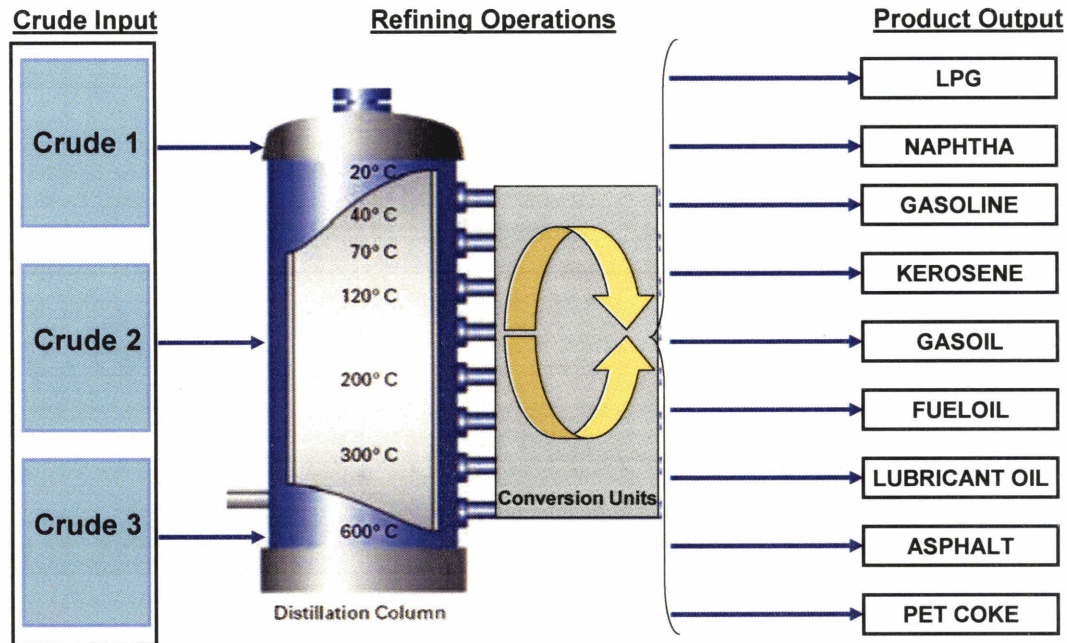 Crude Input
Refining Operations
Product Output
Crude 1
Crude 2
Crude 3
20° C
40° C
70° C
120° C
200° C
300° C
600° C
Distillation Column
Conversion Units
LPG
NAPHTHA
GASOLINE
KEROSENE
GASOIL
FUELOIL
LUBRICANT OIL
ASPHALT
PET COKE